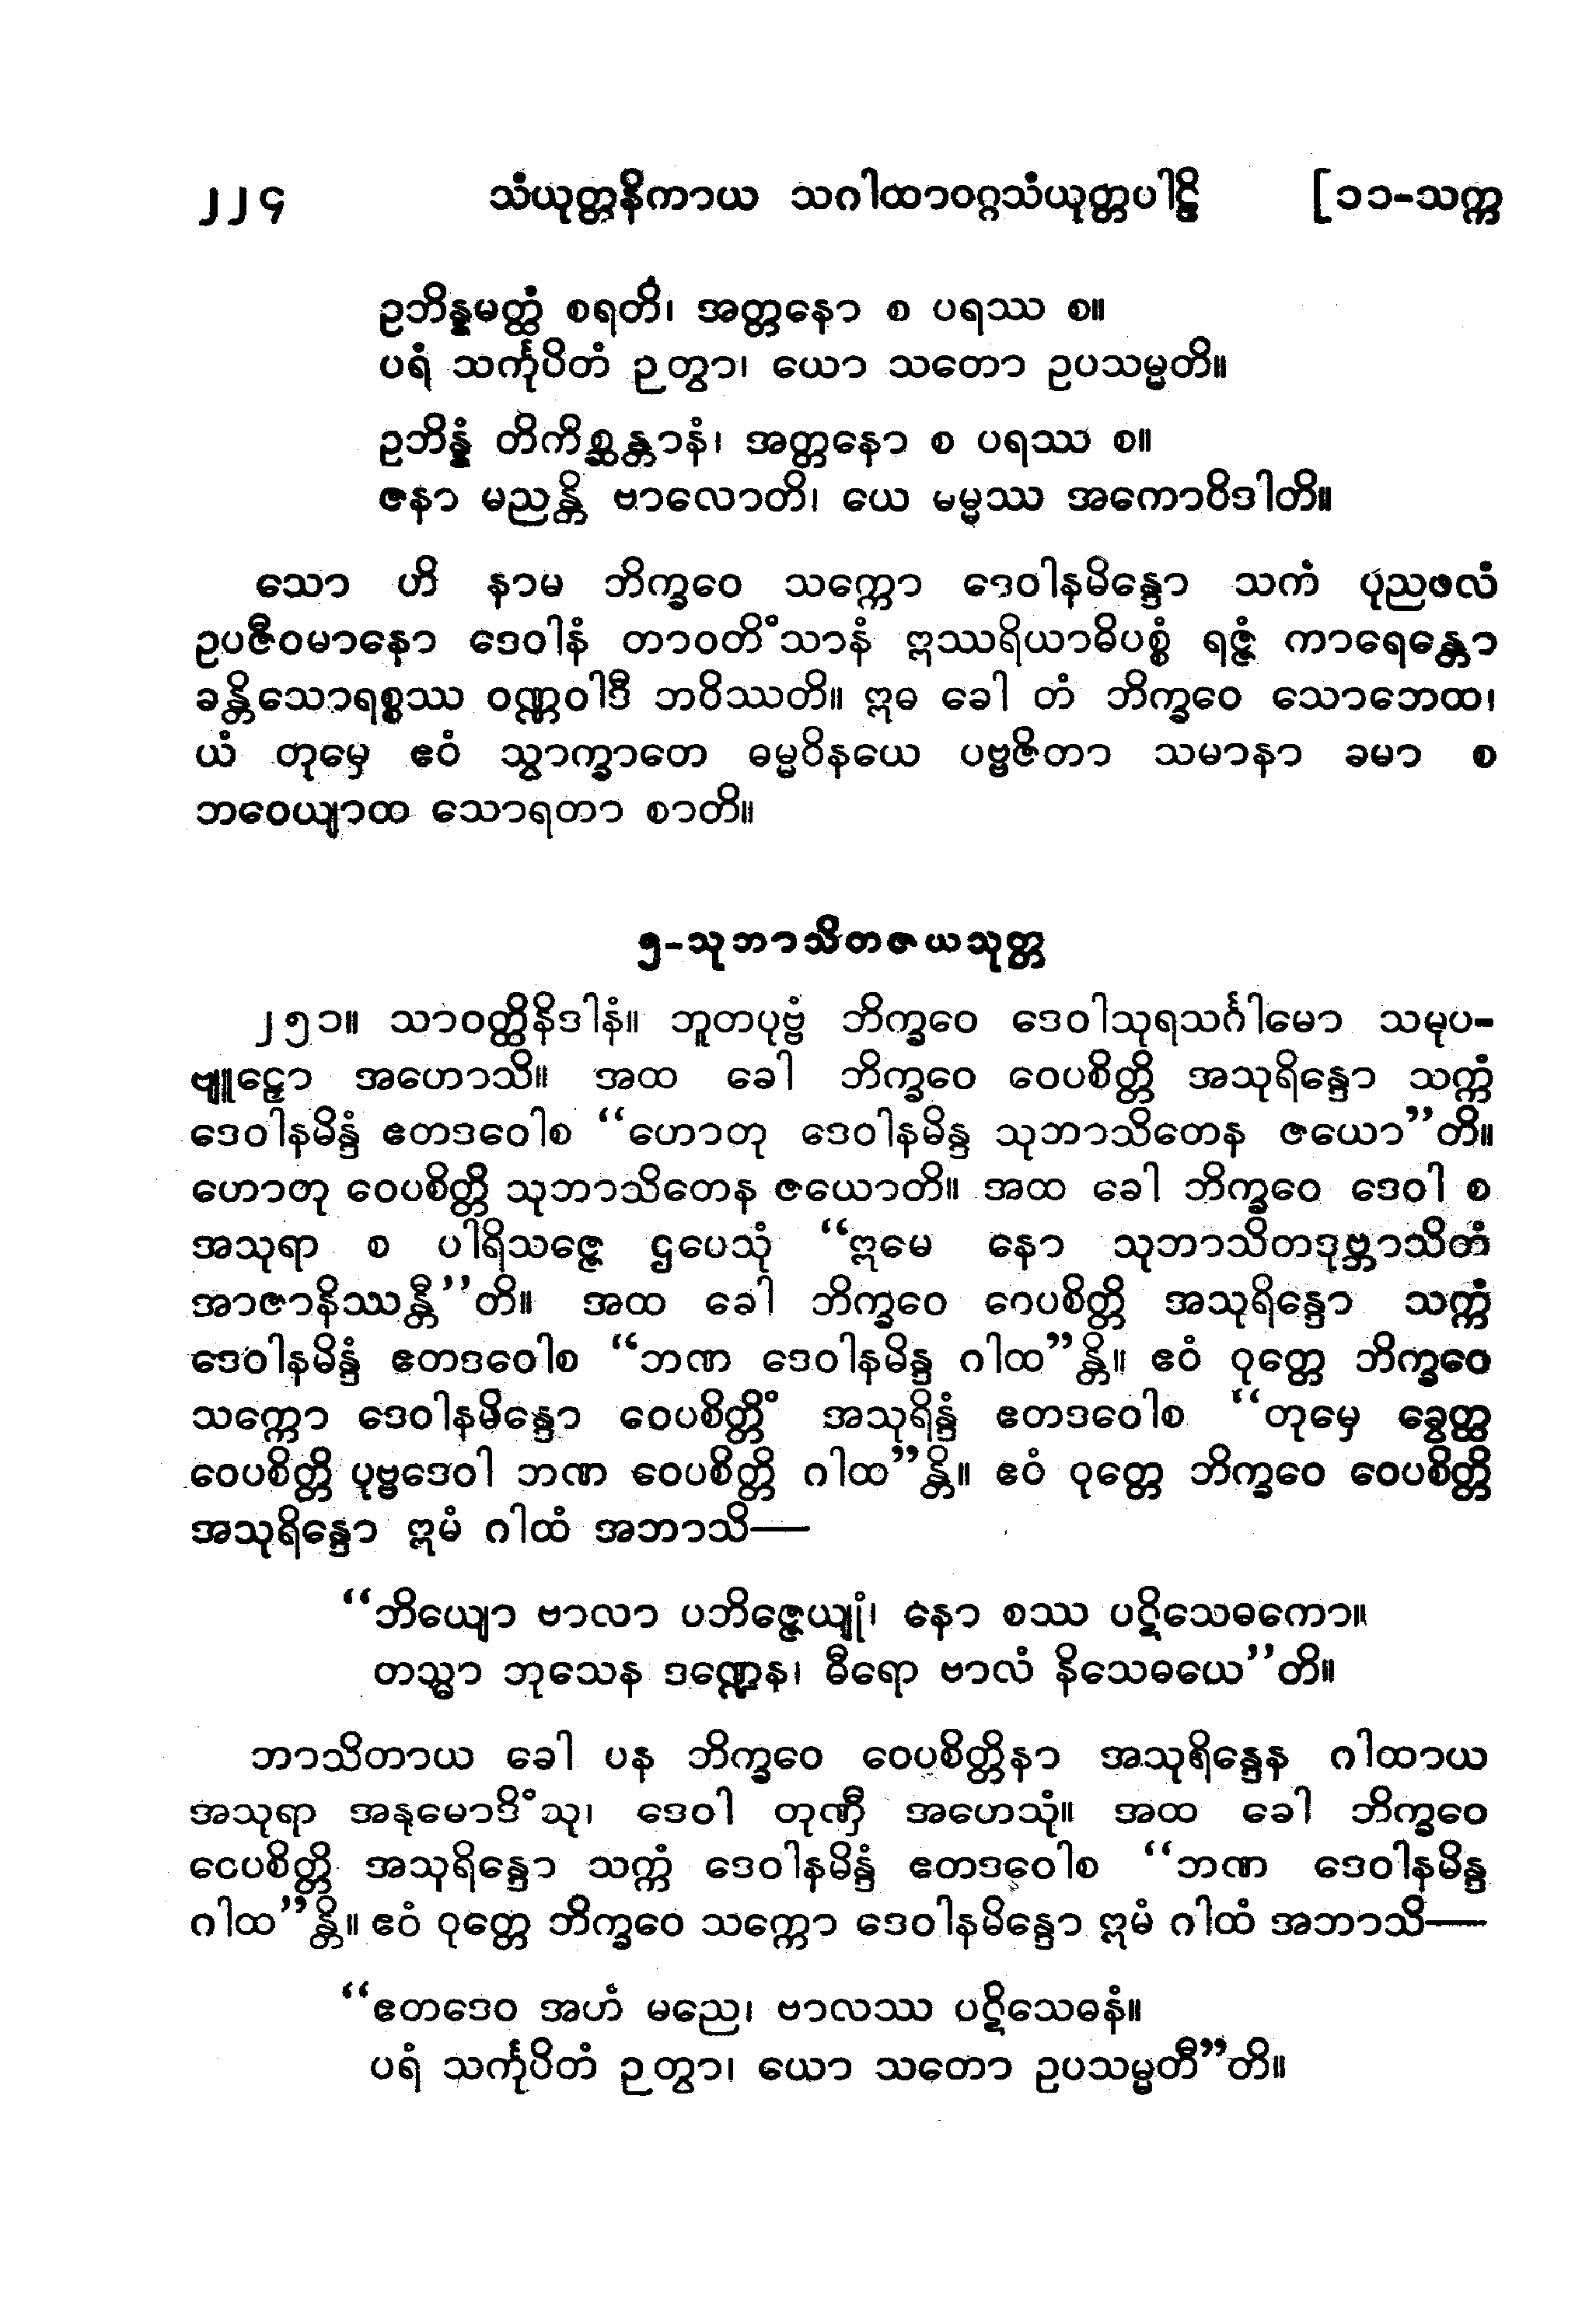 ၂၂၄ သံယုတ္တနိကာယ သဂါထာဝဂ္ဂသံယုတ္တပါဠိ [၁၁-သက္က
ဥဘိန္နမတ္ထံ စရတိ၊ အတ္တနော စ ပရဿ စ။
ပရံ သင်္ကုပိတံ ဉတွာ၊ ယော သတော ဥပသမ္မတိ။
ဥဘိန္နံ တိကိစ္ဆန္တာနံ၊ အတ္တနော စ ပရဿ စ။
ဇနာ မညန္တိ ဗာလောတိ၊ ယေ ဓမ္မဿ အကောဝိဒါတိ။
သော ဟိ နာမ ဘိက္ခဝေ သက္ကော ဒေဝါနမိန္ဒော သကံ ပုညဖလံ
ဥပဇီဝမာနော ဒေဝါနံ တာဝတိံသာနံ ဣဿရိယာဓိပစ္စံ ရဇ္ဇံ ကာရေန္တော
ခန္တိသောရစ္စဿ ဝဏ္ဏဝါဒီ ဘဝိဿတိ။ ဣဓ ခေါ တံ ဘိက္ခဝေ သောဘေထ၊
ယံ တုမှေ ဧဝံ သွာက္ခာတေ ဓမ္မဝိနယေ ပဗ္ဗဇိတာ သမာနာ ခမာ စ
ဘဝေယျာထ သောရတာ စာတိ။
၅-သုဘာသိတဇယသုတ္တ
၂၅၁။ သာဝတ္ထိနိဒါနံ။ ဘူတပုဗ္ဗံ ဘိက္ခဝေ ဒေဝါသုရသင်္ဂါမော သမုပ-
ဗျူဠှော အဟောသိ။ အထ ခေါ ဘိက္ခဝေ ဝေပစိတ္တိ အသုရိန္ဒော သက္ကံ
ဒေဝါနမိန္ဒံ ဧတဒဝေါစ “ဟောတု ဒေဝါနမိန္ဒ သုဘာသိတေန ဇယော”တိ။
ဟောတု ဝေပစိတ္တိ သုဘာသိတေန ဇယောတိ။ အထ ခေါ ဘိက္ခဝေ ဒေဝါ စ
အသုရာ စ ပါရိသဇ္ဇေ ဌပေသုံ “ဣမေ နော သုဘာသိတဒုဗ္ဘာသိတံ
အာဇာနိဿန္တီ”တိ။ အထ ခေါ ဘိက္ခဝေ ဝေပစိတ္တိ အသုရိန္ဒော သက္ကံ
ဒေဝါနမိန္ဒံ ဧတဒဝေါစ “ဘဏ ဒေဝါနမိန္ဒ ဂါထ”န္တိ။ ဧဝံ ဝုတ္တေ ဘိက္ခဝေ
သက္ကော ဒေဝါနမိန္ဒော ဝေပစိတ္တိံ အသုရိန္ဒံ ဧတဒဝေါစ “တုမှေ ခွေတ္ထ
ဝေပစိတ္တိ ပုဗ္ဗဒေဝါ ဘဏ ဝေပစိတ္တိ ဂါထ”န္တိ။ ဧဝံ ဝုတ္တေ ဘိက္ခဝေ ဝေပစိတ္တိ
အသုရိန္ဒော ဣမံ ဂါထံ အဘာသိ—
“ဘိယျော ဗာလာ ပဘိဇ္ဇေယျုံ၊ နော စဿ ပဋိသေဓကော။
တသ္မာ ဘုသေန ဒဏ္ဍေန၊ ဓီရော ဗာလံ နိသေဓယေ”တိ။
ဘာသိတာယ ခေါ ပန ဘိက္ခဝေ ဝေပစိတ္တိနာ အသုရိန္ဒေန ဂါထာယ
အသုရာ အနုမောဒိံသု၊ ဒေဝါ တုဏှီ အဟေသုံ။ အထ ခေါ ဘိက္ခဝေ
ဝေပစိတ္တိ အသုရိန္ဒော သက္ကံ ဒေဝါနမိန္ဒံ ဧတဒဝေါစ “ဘဏ ဒေဝါနမိန္ဒ
ဂါထ”န္တိ။ ဧဝံ ဝုတ္တေ ဘိက္ခဝေ သက္ကော ဒေဝါနမိန္ဒော ဣမံ ဂါထံ အဘာသိ—
“ဧတဒေဝ အဟံ မညေ၊ ဗာလဿ ပဋိသေဓနံ။
ပရံ သင်္ကုပိတံ ဉတွာ၊ ယော သတော ဥပသမ္မတီ”တိ။